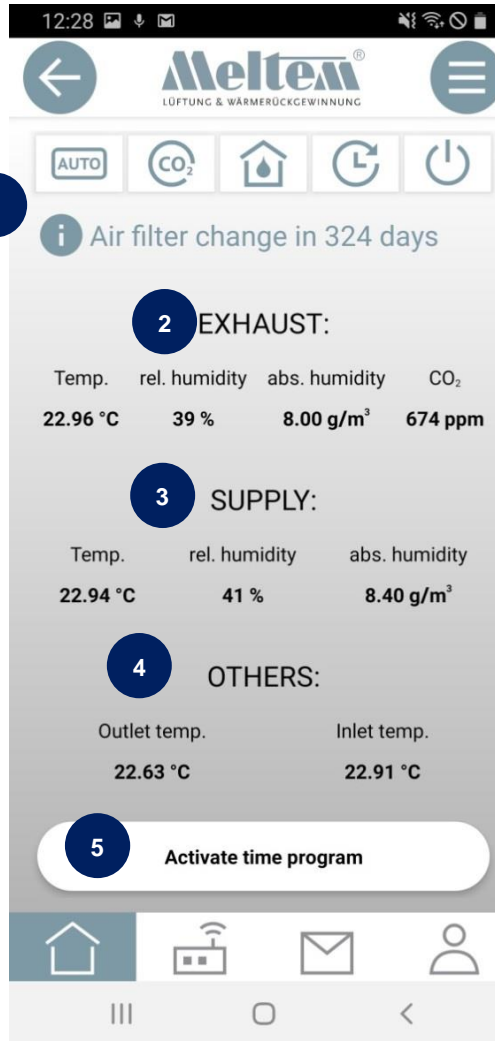 12:28
Meltem®
LÜFTUNG & WÄRMERÜCKGEWINNUNG
AUTO CO₂
i Air filter change in 324 days
2 EXHAUST:
Temp. rel. humidity abs. humidity CO₂
22.96 °C 39 % 8.00 g/m³ 674 ppm
3 SUPPLY:
Temp. rel. humidity abs. humidity
22.94 °C 41 % 8.40 g/m³
4 OTHERS:
Outlet temp. Inlet temp.
22.63 °C 22.91 °C
5 Activate time program